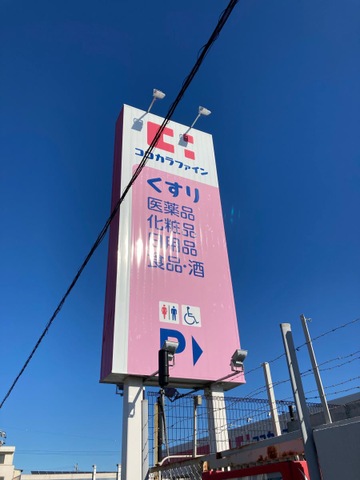 ココカラファイン
くすり
医薬品
化粧品
日用品
食品・酒
P